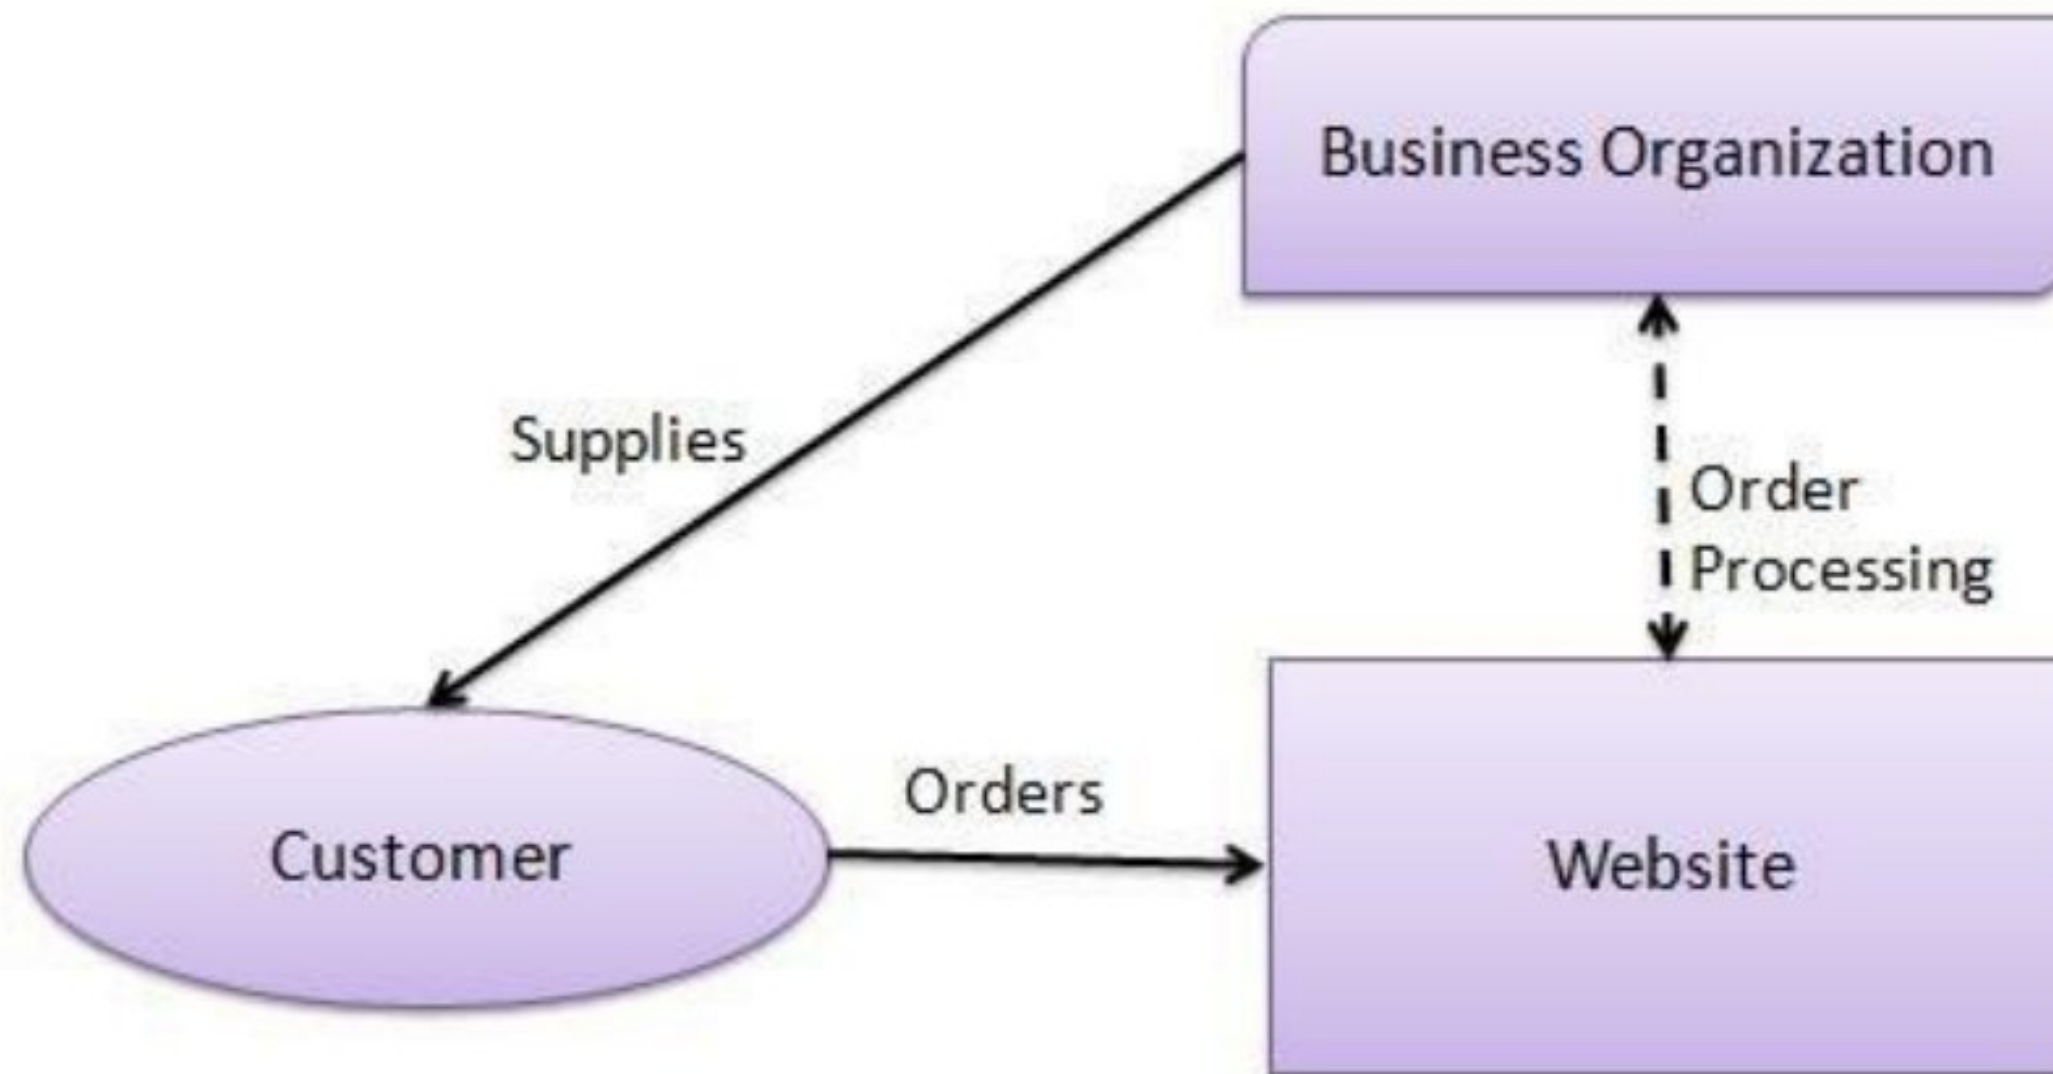 Business Organization
Supplies
Order
Processing
Orders
Customer
Website